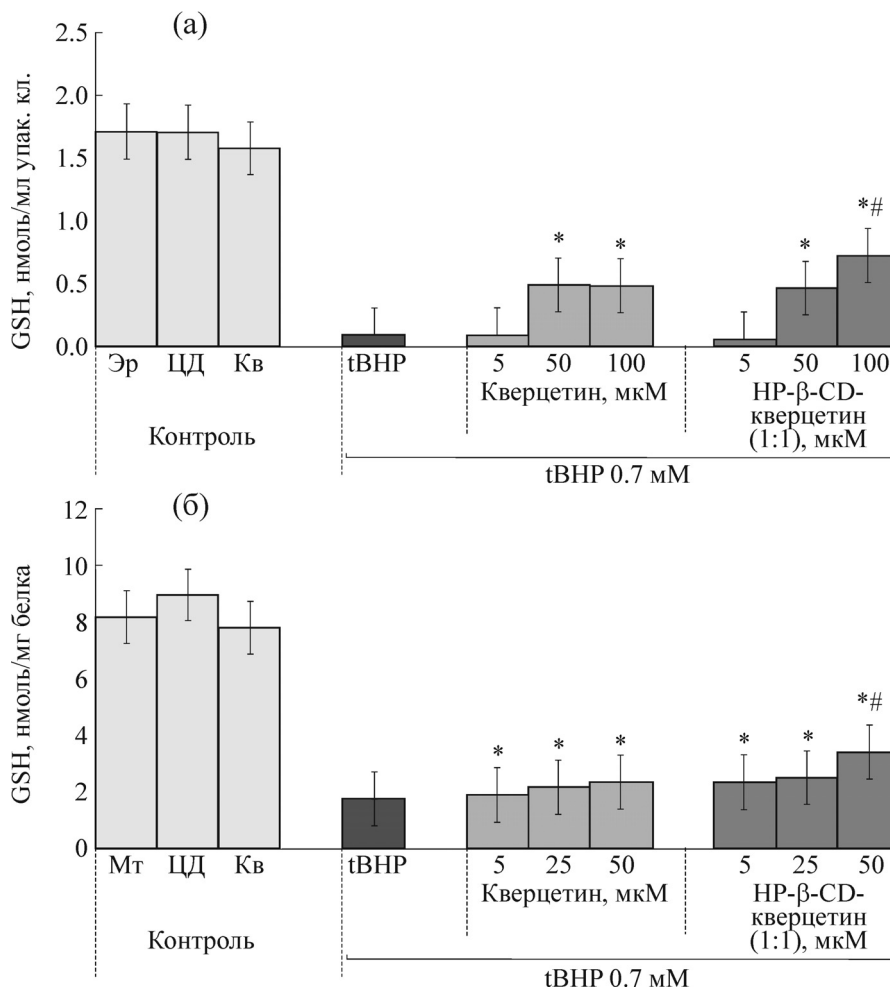 (а)
GSH, нмоль/мл упак. кл.
2.5
2.0
1.5
1.0
0.5
0.0
* * * *#
Эр ЦД Кв tBHP 5 50 100 5 50 100
Кверцетин, мкМ
HP-β-CD-
кверцетин
(1:1), мкМ
Контроль
tBHP 0.7 мМ
(б)
GSH, нмоль/мг белка
12
10
8
6
4
2
0
* * * * * *#
Мт ЦД Кв tBHP 5 25 50 5 25 50
Кверцетин, мкМ
HP-β-CD-
кверцетин
(1:1), мкМ
Контроль
tBHP 0.7 мМ